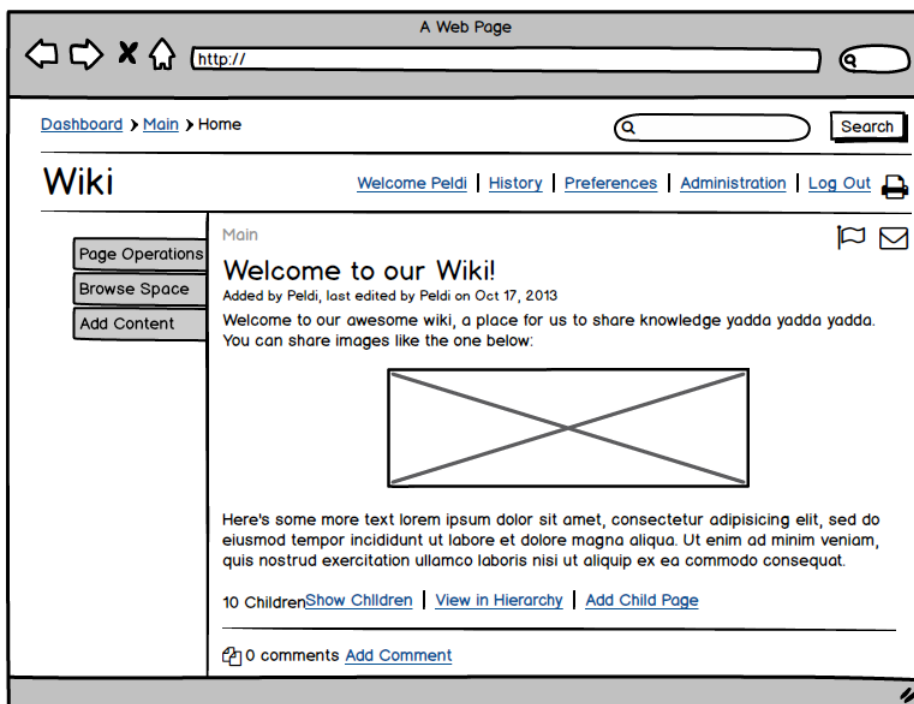 A Web Page
http://
Dashboard > Main > Home
Search
Wiki
Welcome Peldi | History | Preferences | Administration | Log Out
Page Operations
Browse Space
Add Content
Main
Welcome to our Wiki!
Added by Peldi, last edited by Peldi on Oct 17, 2013
Welcome to our awesome wiki, a place for us to share knowledge yadda yadda yadda.
You can share images like the one below:
Here's some more text lorem ipsum dolor sit amet, consectetur adipisicing elit, sed do
eiusmod tempor incididunt ut labore et dolore magna aliqua. Ut enim ad minim veniam,
quis nostrud exercitation ullamco laboris nisi ut aliquip ex ea commodo consequat.
10 Children Show Children | View in Hierarchy | Add Child Page
0 comments Add Comment